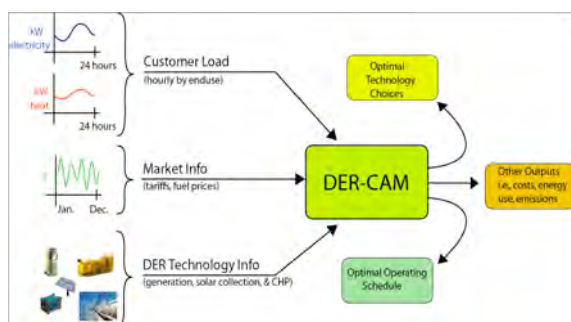 kW
electricity
24 hours
kW
heat
24 hours
Jan. Dec.
Customer Load
(hourly by enduse)
Market Info
(tariffs, fuel prices)
DER Technology Info
(generation, solar collection, & CHP)
DER-CAM
Optimal
Technology
Choices
Other Outputs
i.e., costs, energy
use, emissions
Optimal Operating
Schedule